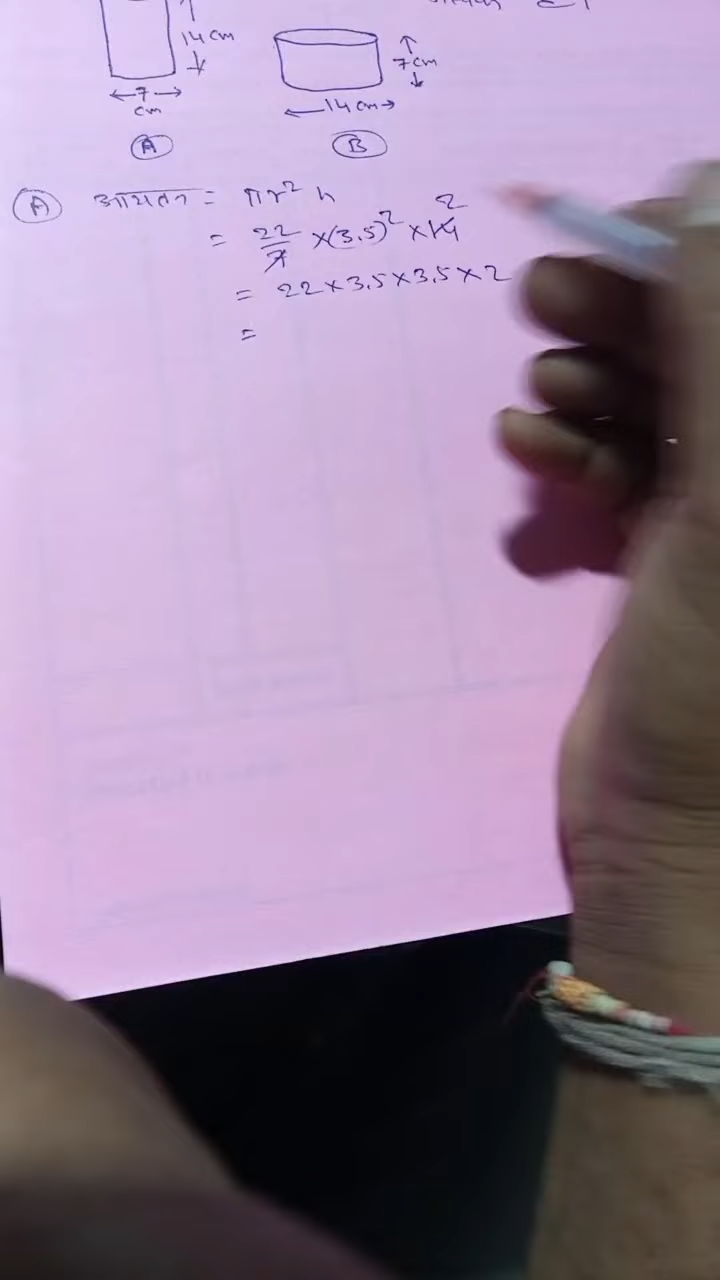 14 cm
7 cm
7 cm
14 cm
A
B
A आयतन = πr² h
= 22/7 × (3.5)² × 14 2
= 22 × 3.5 × 3.5 × 2
=